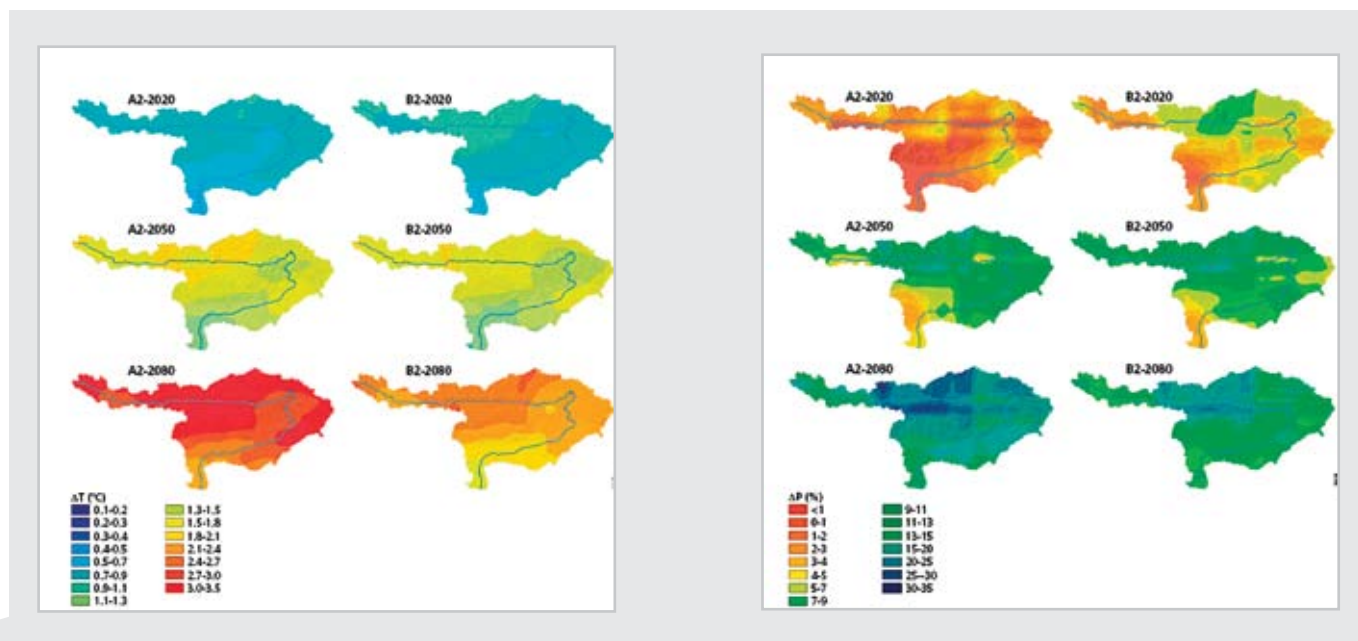 A2-2020 B2-2020
A2-2050 B2-2050
A2-2080 B2-2080
ΔT (°C)
0.1-0.2 1.3-1.5
0.2-0.3 1.5-1.8
0.3-0.4 1.8-2.1
0.4-0.5 2.1-2.4
0.5-0.7 2.4-2.7
0.7-0.9 2.7-3.0
0.9-1.1 3.0-3.5
1.1-1.3
A2-2020 B2-2020
A2-2050 B2-2050
A2-2080 B2-2080
ΔP (%)
<1 9-11
0-1 11-13
1-2 13-15
2-3 15-20
3-4 20-25
4-5 25--30
5-7 30-35
7-9